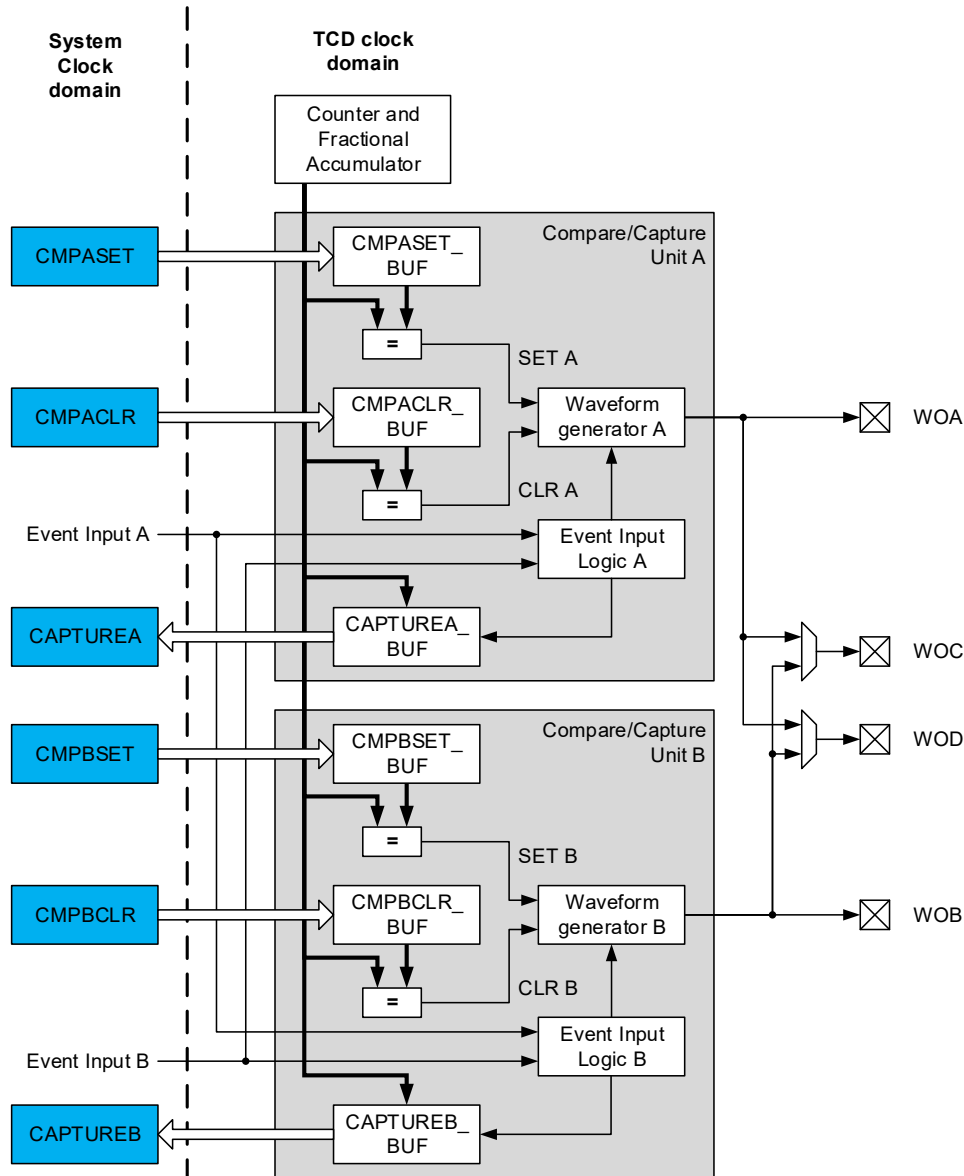 System
Clock
domain
TCD clock
domain
Counter and
Fractional
Accumulator
CMPASET
CMPASET_
BUF
Compare/Capture
Unit A
=
SET A
CMPACLR
CMPACLR_
BUF
Waveform
generator A
WOA
=
CLR A
Event Input A
Event Input
Logic A
CAPTUREA
CAPTUREA_
BUF
WOC
CMPBSET
CMPBSET_
BUF
Compare/Capture
Unit B
WOD
=
SET B
CMPBCLR
CMPBCLR_
BUF
Waveform
generator B
WOB
=
CLR B
Event Input B
Event Input
Logic B
CAPTUREB
CAPTUREB_
BUF